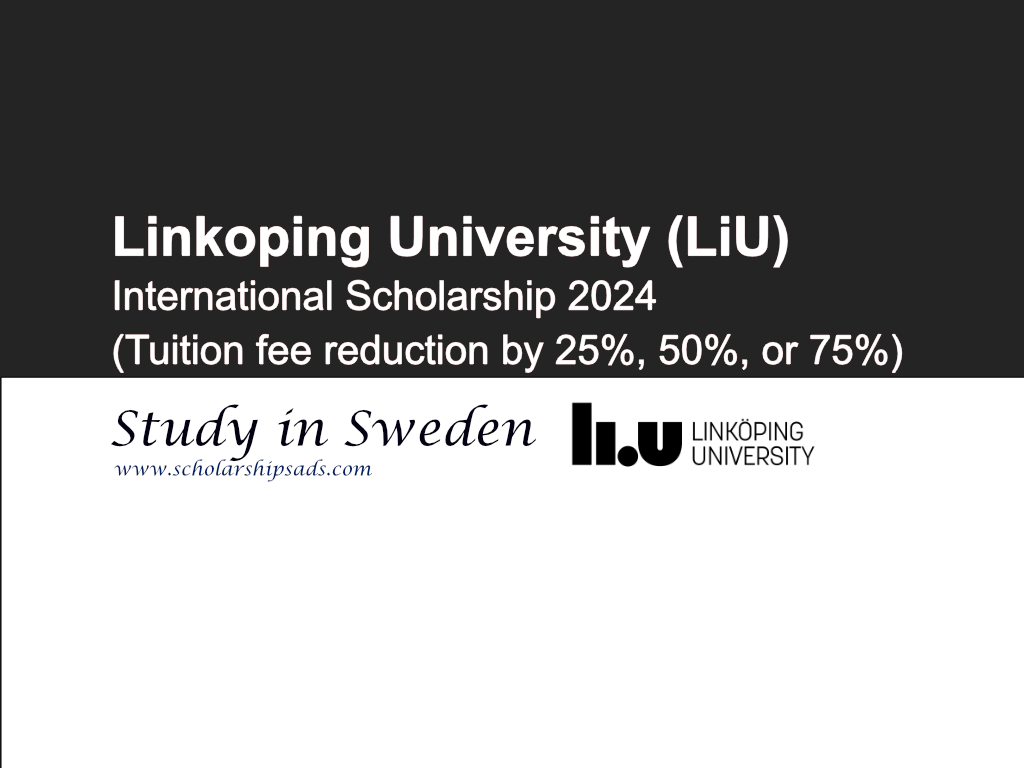 Linkoping University (LiU)
International Scholarship 2024
(Tuition fee reduction by 25%, 50%, or 75%)
Study in Sweden
www.scholarshipsads.com
li.u LINKÖPING
UNIVERSITY